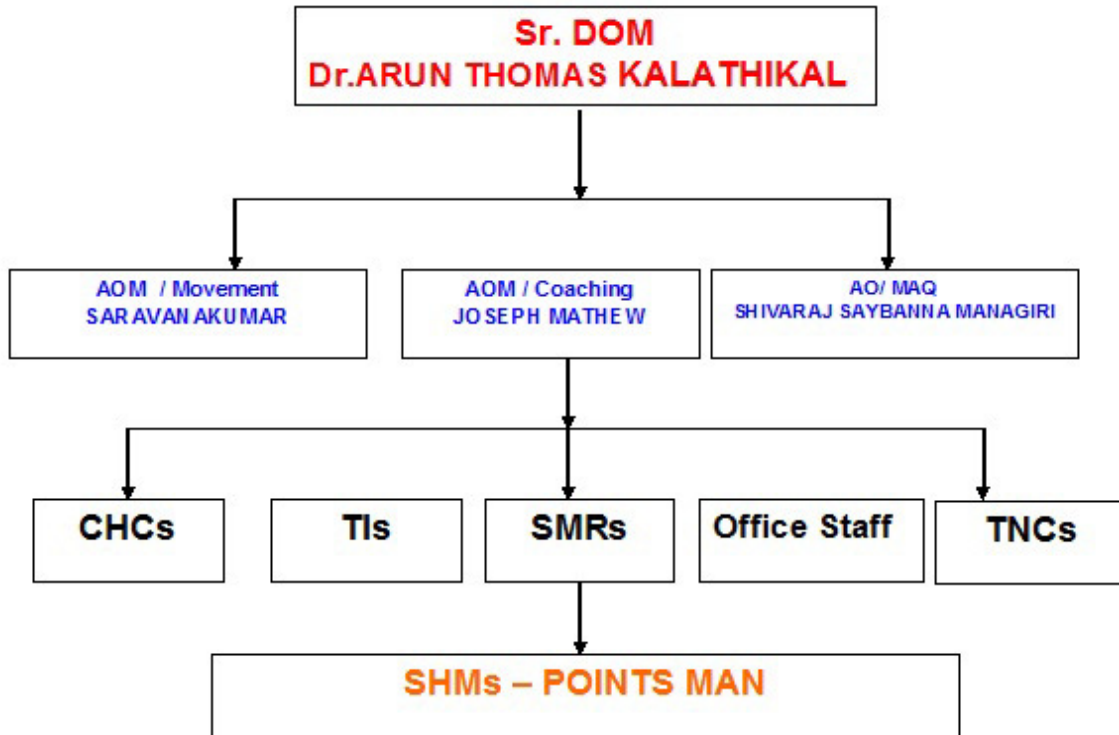 Sr. DOM
Dr.ARUN THOMAS KALATHIKAL
AOM / Movement
SARAVANAKUMAR
AOM / Coaching
JOSEPH MATHEW
AO/ MAQ
SHIVARAJ SAYBANNA MANAGIRI
CHCs
TIs
SMRs
Office Staff
TNCs
SHMs – POINTS MAN